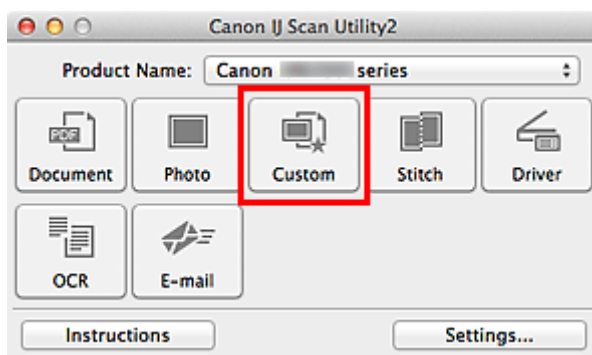 Canon IJ Scan Utility2
Product Name: Canon series
PDF
Document Photo Custom Stitch Driver
OCR E-mail
Instructions Settings...